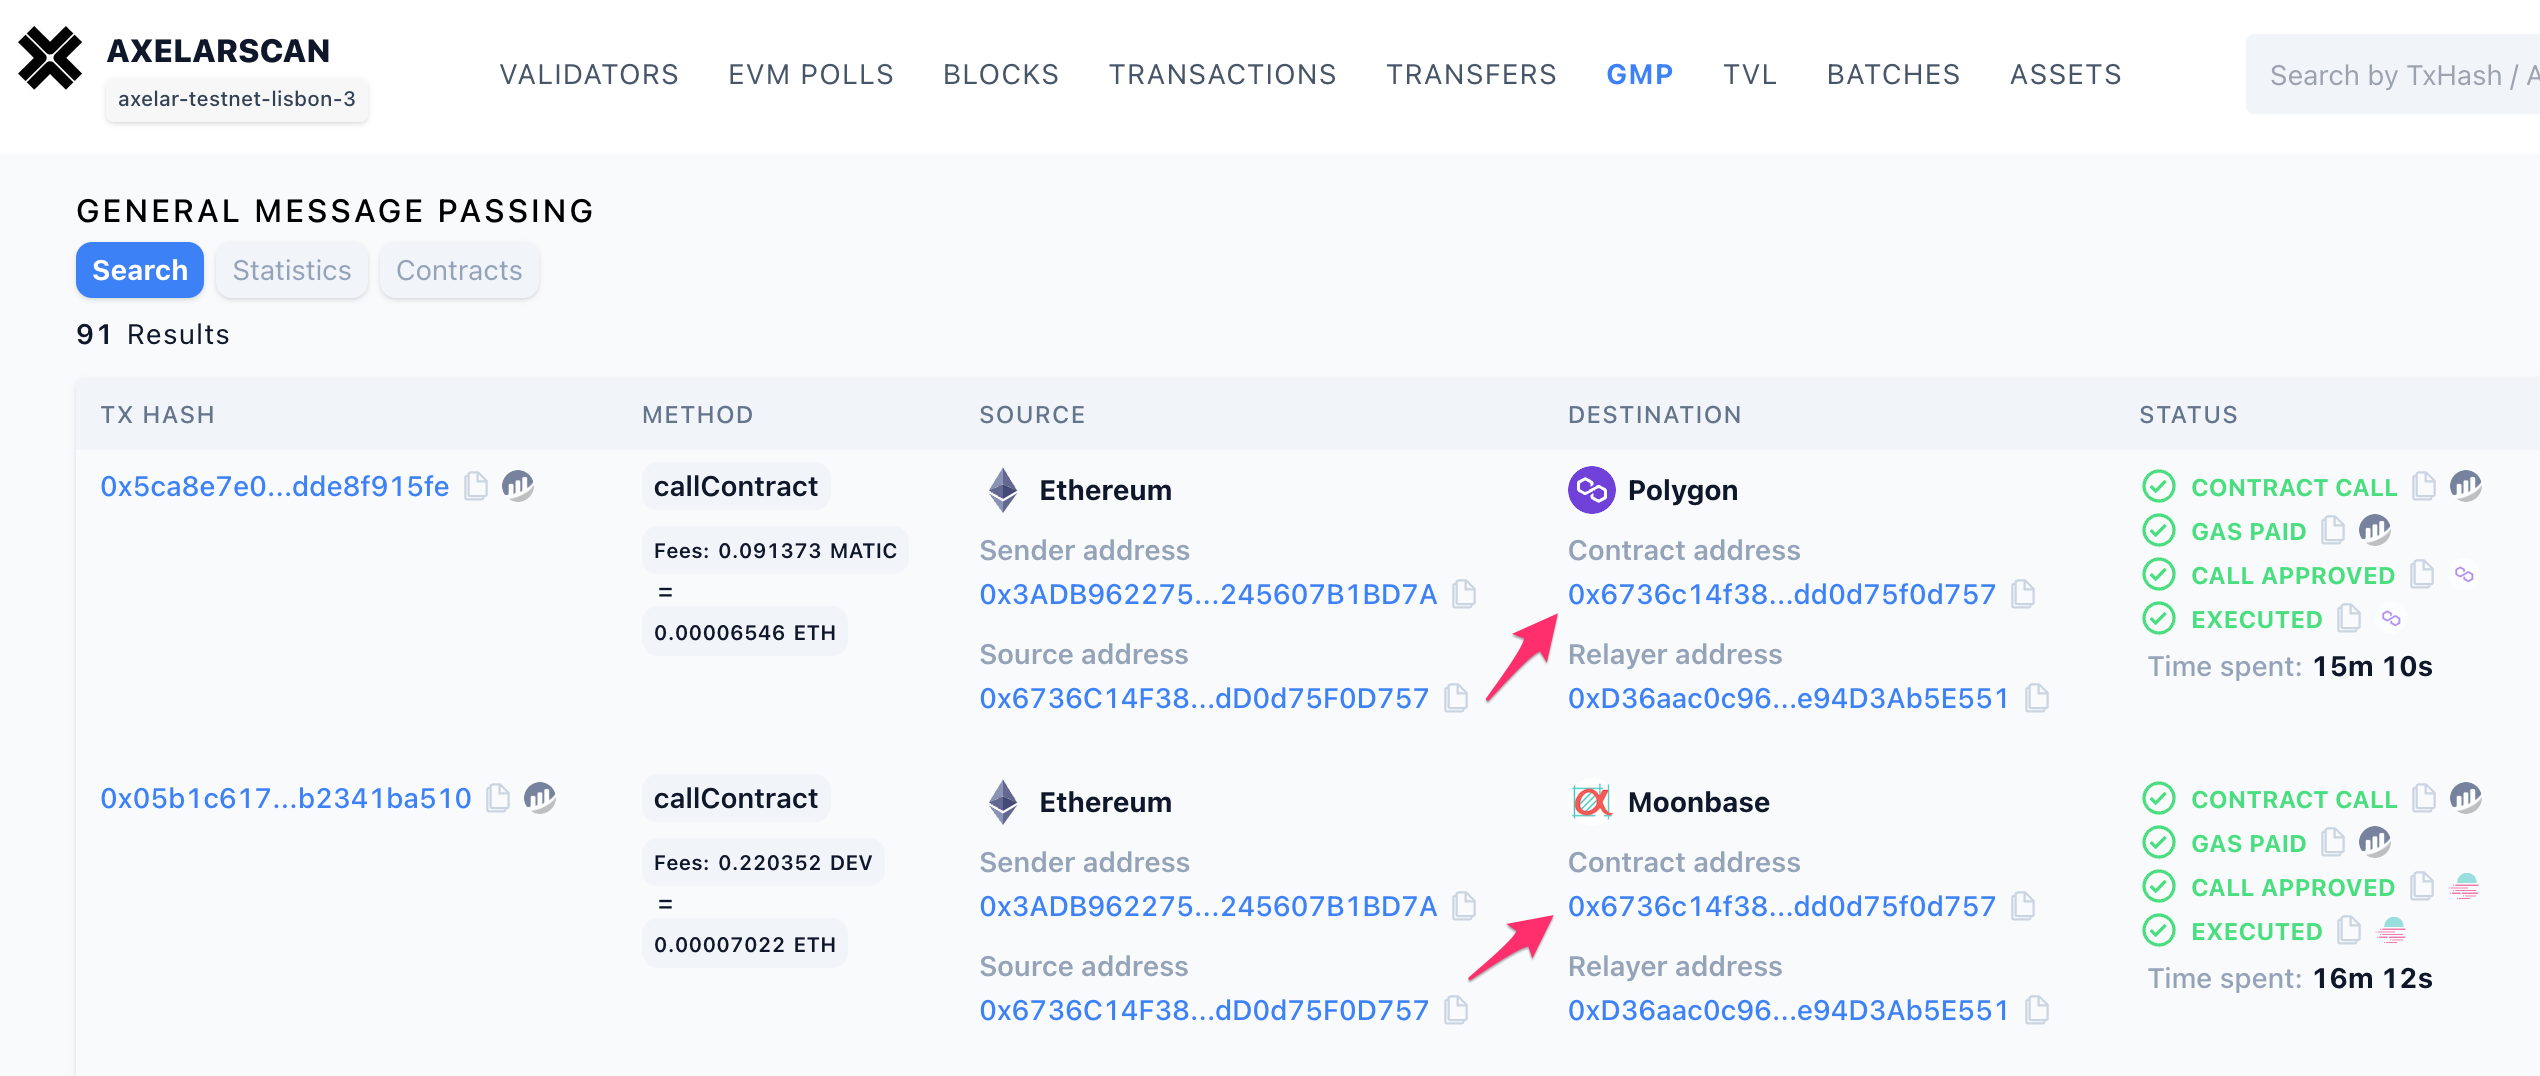 AXELARSCAN
axelar-testnet-lisbon-3
VALIDATORS EVM POLLS BLOCKS TRANSACTIONS TRANSFERS GMP TVL BATCHES ASSETS
Search by TxHash / A
GENERAL MESSAGE PASSING
Search Statistics Contracts
91 Results
TX HASH METHOD SOURCE DESTINATION STATUS
0x5ca8e7e0...dde8f915fe
callContract
Fees: 0.091373 MATIC
=
0.00006546 ETH
Ethereum
Sender address
0x3ADB962275...245607B1BD7A
Source address
0x6736C14F38...dD0d75F0D757
Polygon
Contract address
0x6736c14f38...dd0d75f0d757
Relayer address
0xD36aac0c96...e94D3Ab5E551
CONTRACT CALL
GAS PAID
CALL APPROVED
EXECUTED
Time spent: 15m 10s
0x05b1c617...b2341ba510
callContract
Fees: 0.220352 DEV
=
0.00007022 ETH
Ethereum
Sender address
0x3ADB962275...245607B1BD7A
Source address
0x6736C14F38...dD0d75F0D757
Moonbase
Contract address
0x6736c14f38...dd0d75f0d757
Relayer address
0xD36aac0c96...e94D3Ab5E551
CONTRACT CALL
GAS PAID
CALL APPROVED
EXECUTED
Time spent: 16m 12s